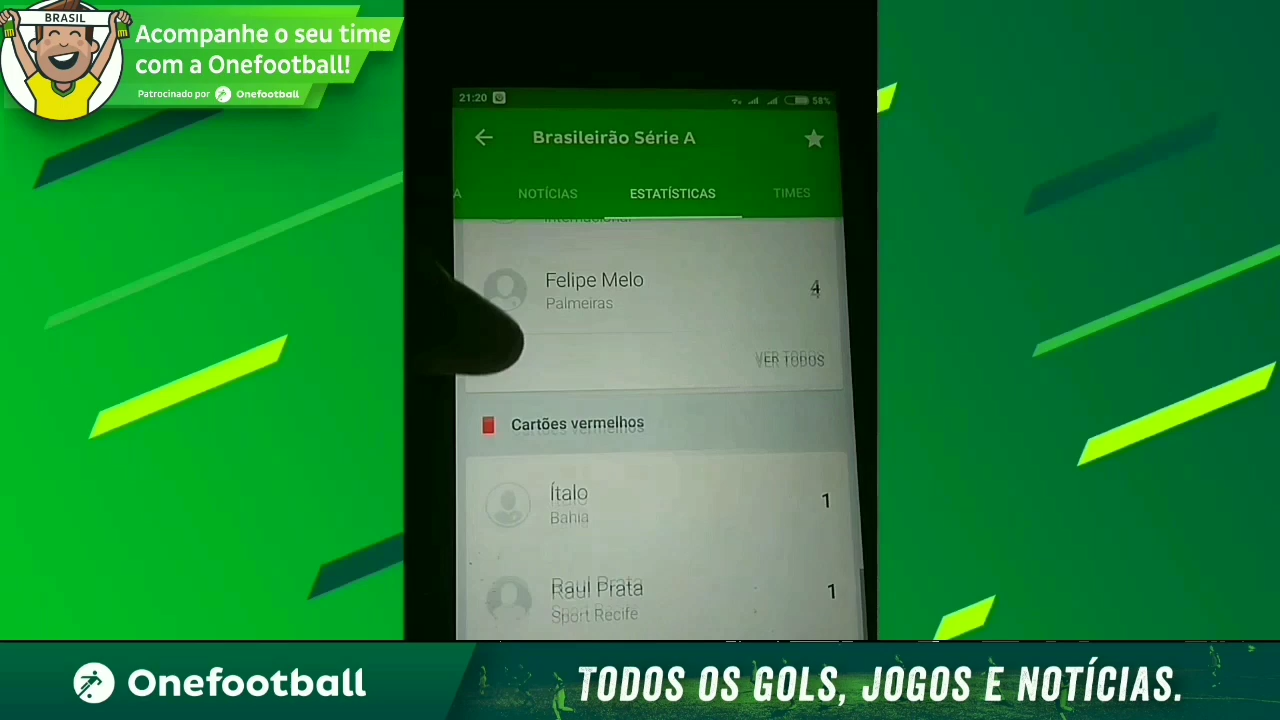 BRASIL
Acompanhe o seu time
com a Onefootball!
Patrocinado por Onefootball
21:20 58%
Brasileirão Série A
A NOTÍCIAS ESTATÍSTICAS TIMES
Internacional
Felipe Melo 4
Palmeiras
VER TODOS
Cartões vermelhos
Ítalo 1
Bahia
Raul Prata 1
Sport Recife
Onefootball TODOS OS GOLS, JOGOS E NOTÍCIAS.